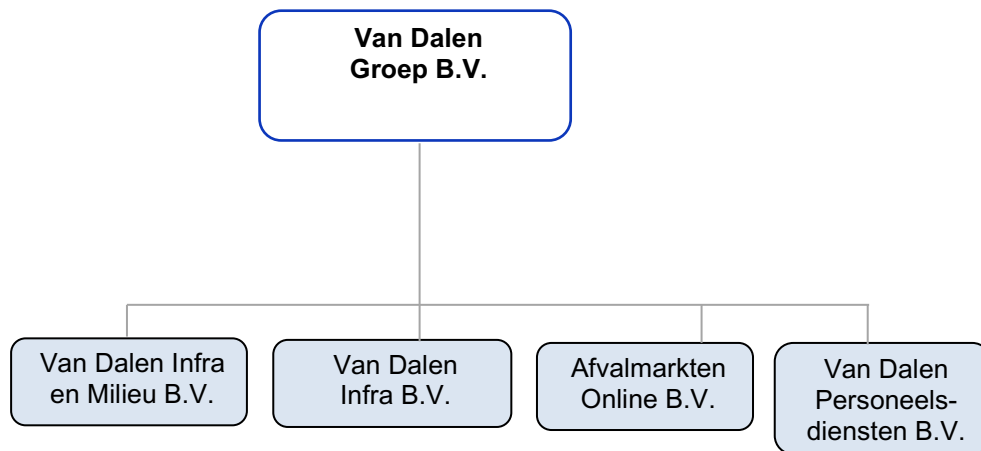 Van Dalen
Groep B.V.
Van Dalen Infra
en Milieu B.V.
Van Dalen
Infra B.V.
Afvalmarkten
Online B.V.
Van Dalen
Personeels-
diensten B.V.